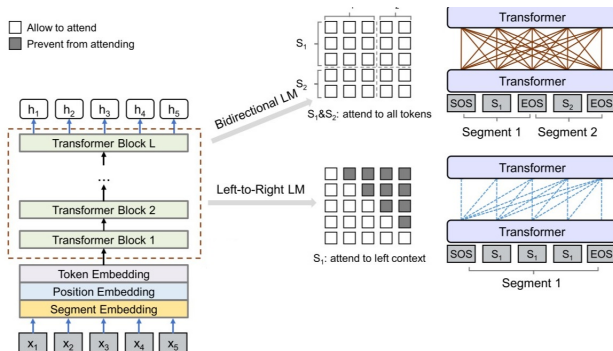 Allow to attend
Prevent from attending
h1 h2 h3 h4 h5
Transformer Block L
...
Transformer Block 2
Transformer Block 1
Token Embedding
Position Embedding
Segment Embedding
x1 x2 x3 x4 x5
Bidirectional LM
Left-to-Right LM
S1
S2
S1&S2: attend to all tokens
S1: attend to left context
Transformer
Transformer
SOS S1 EOS S2 EOS
Segment 1 Segment 2
Transformer
Transformer
SOS S1 S1 S1 EOS
Segment 1